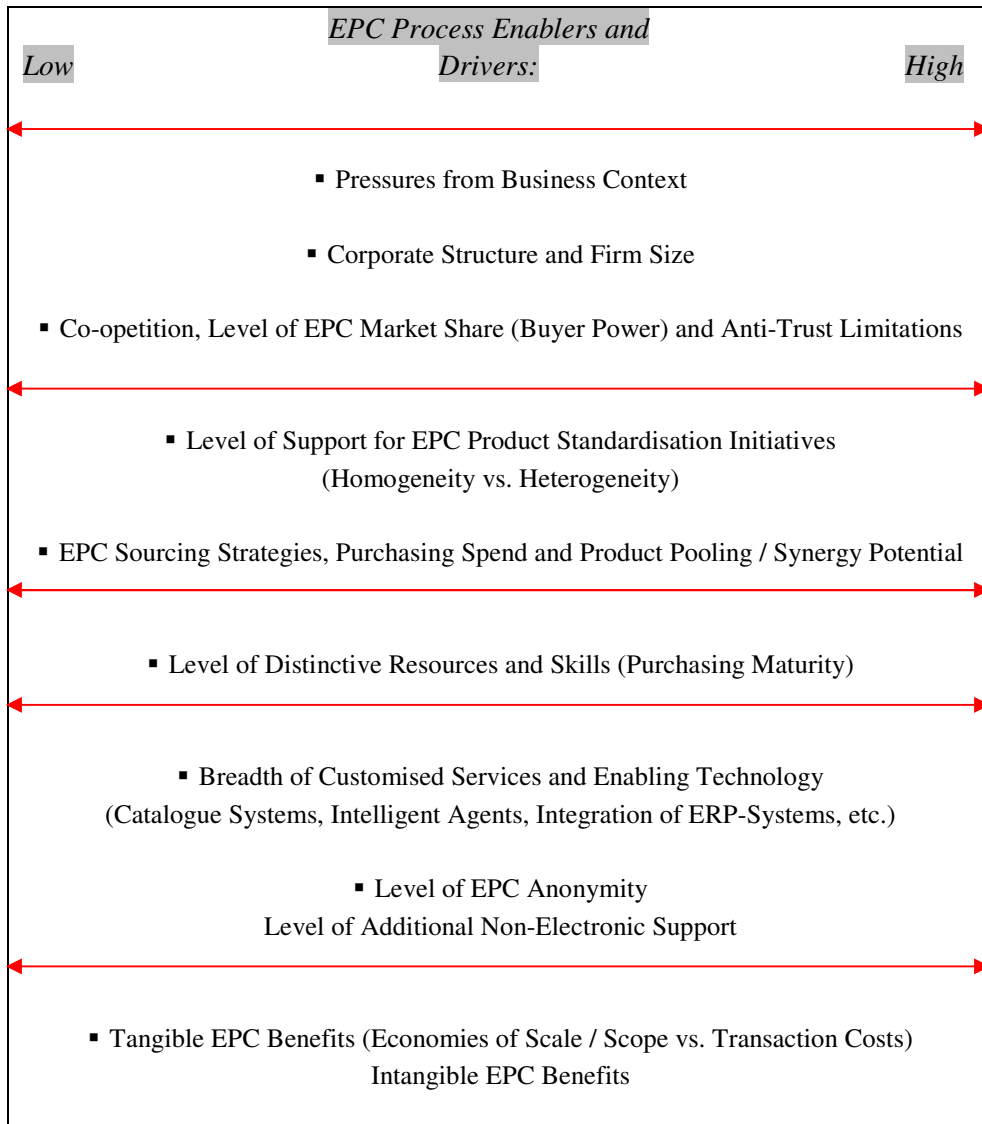 EPC Process Enablers and
Low Drivers: High
▪ Pressures from Business Context
▪ Corporate Structure and Firm Size
▪ Co-opetition, Level of EPC Market Share (Buyer Power) and Anti-Trust Limitations
▪ Level of Support for EPC Product Standardisation Initiatives
(Homogeneity vs. Heterogeneity)
▪ EPC Sourcing Strategies, Purchasing Spend and Product Pooling / Synergy Potential
▪ Level of Distinctive Resources and Skills (Purchasing Maturity)
▪ Breadth of Customised Services and Enabling Technology
(Catalogue Systems, Intelligent Agents, Integration of ERP-Systems, etc.)
▪ Level of EPC Anonymity
Level of Additional Non-Electronic Support
▪ Tangible EPC Benefits (Economies of Scale / Scope vs. Transaction Costs)
Intangible EPC Benefits